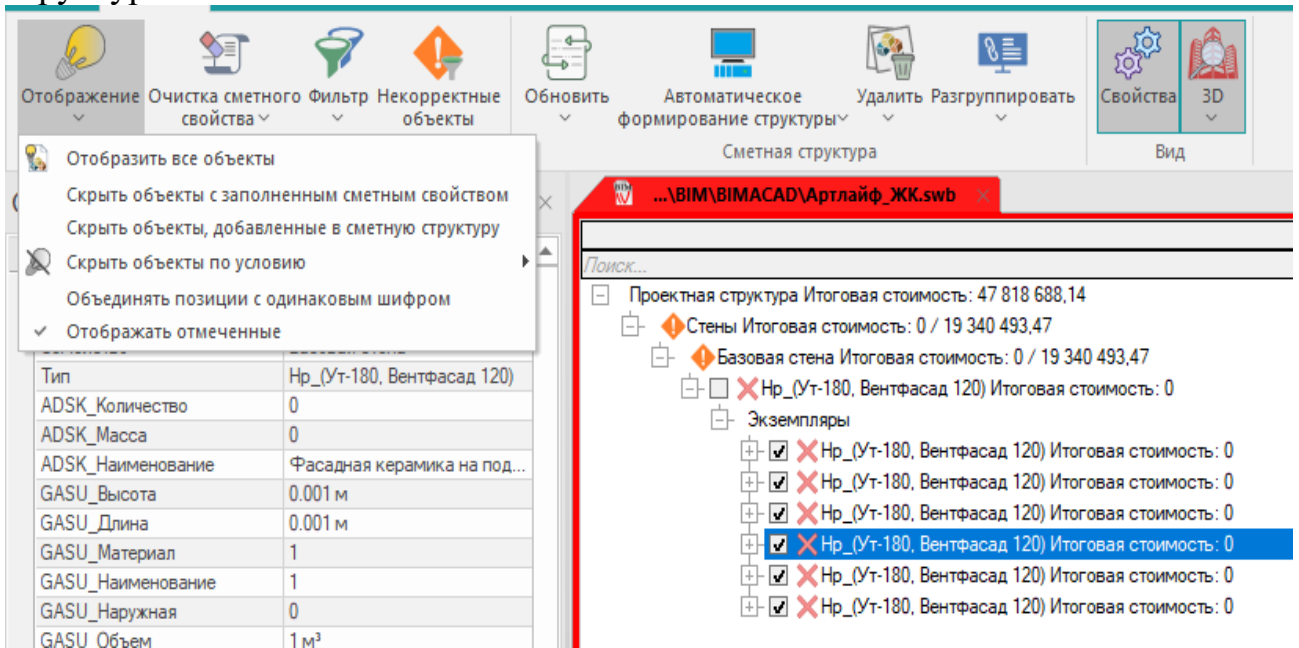 Отображение
Очистка сметного свойства
Фильтр
Некорректные объекты
Обновить
Автоматическое формирование структуры
Удалить
Разгруппировать
Сметная структура
Свойства
3D
Вид
Отобразить все объекты
Скрыть объекты с заполненным сметным свойством
Скрыть объекты, добавленные в сметную структуру
Скрыть объекты по условию
Объединять позиции с одинаковым шифром
Отображать отмеченные
Тип Нр_(Ут-180, Вентфасад 120)
ADSK_Количество 0
ADSK_Масса 0
ADSK_Наименование Фасадная керамика на под...
GASU_Высота 0.001 м
GASU_Длина 0.001 м
GASU_Материал 1
GASU_Наименование 1
GASU_Наружная 0
GASU_Объем 1 м³
...\BIM\BIMACAD\Артлайф_ЖК.swb
Поиск...
Проектная структура Итоговая стоимость: 47 818 688,14
Стены Итоговая стоимость: 0 / 19 340 493,47
Базовая стена Итоговая стоимость: 0 / 19 340 493,47
Нр_(Ут-180, Вентфасад 120) Итоговая стоимость: 0
Экземпляры
Нр_(Ут-180, Вентфасад 120) Итоговая стоимость: 0
Нр_(Ут-180, Вентфасад 120) Итоговая стоимость: 0
Нр_(Ут-180, Вентфасад 120) Итоговая стоимость: 0
Нр_(Ут-180, Вентфасад 120) Итоговая стоимость: 0
Нр_(Ут-180, Вентфасад 120) Итоговая стоимость: 0
Нр_(Ут-180, Вентфасад 120) Итоговая стоимость: 0